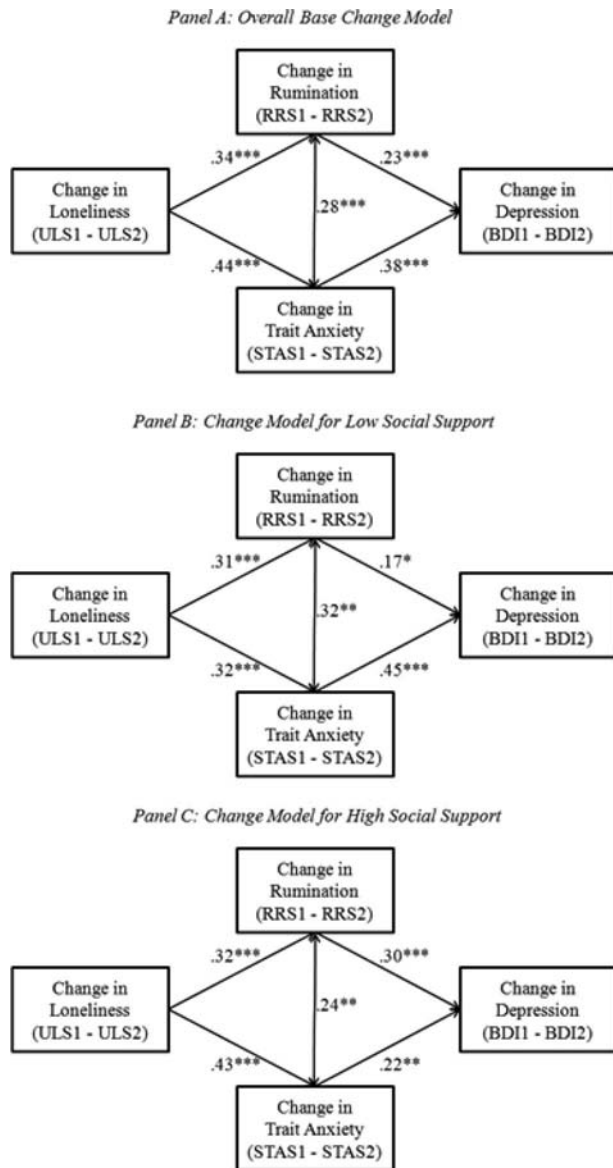 Panel A: Overall Base Change Model
Change in
Rumination
(RRS1 - RRS2)
.34***
.23***
Change in
Loneliness
(ULS1 - ULS2)
.28***
Change in
Depression
(BDI1 - BDI2)
.44***
.38***
Change in
Trait Anxiety
(STAS1 - STAS2)
Panel B: Change Model for Low Social Support
Change in
Rumination
(RRS1 - RRS2)
.31***
.17*
Change in
Loneliness
(ULS1 - ULS2)
.32**
Change in
Depression
(BDI1 - BDI2)
.32***
.45***
Change in
Trait Anxiety
(STAS1 - STAS2)
Panel C: Change Model for High Social Support
Change in
Rumination
(RRS1 - RRS2)
.32***
.30***
Change in
Loneliness
(ULS1 - ULS2)
.24**
Change in
Depression
(BDI1 - BDI2)
.43***
.22**
Change in
Trait Anxiety
(STAS1 - STAS2)